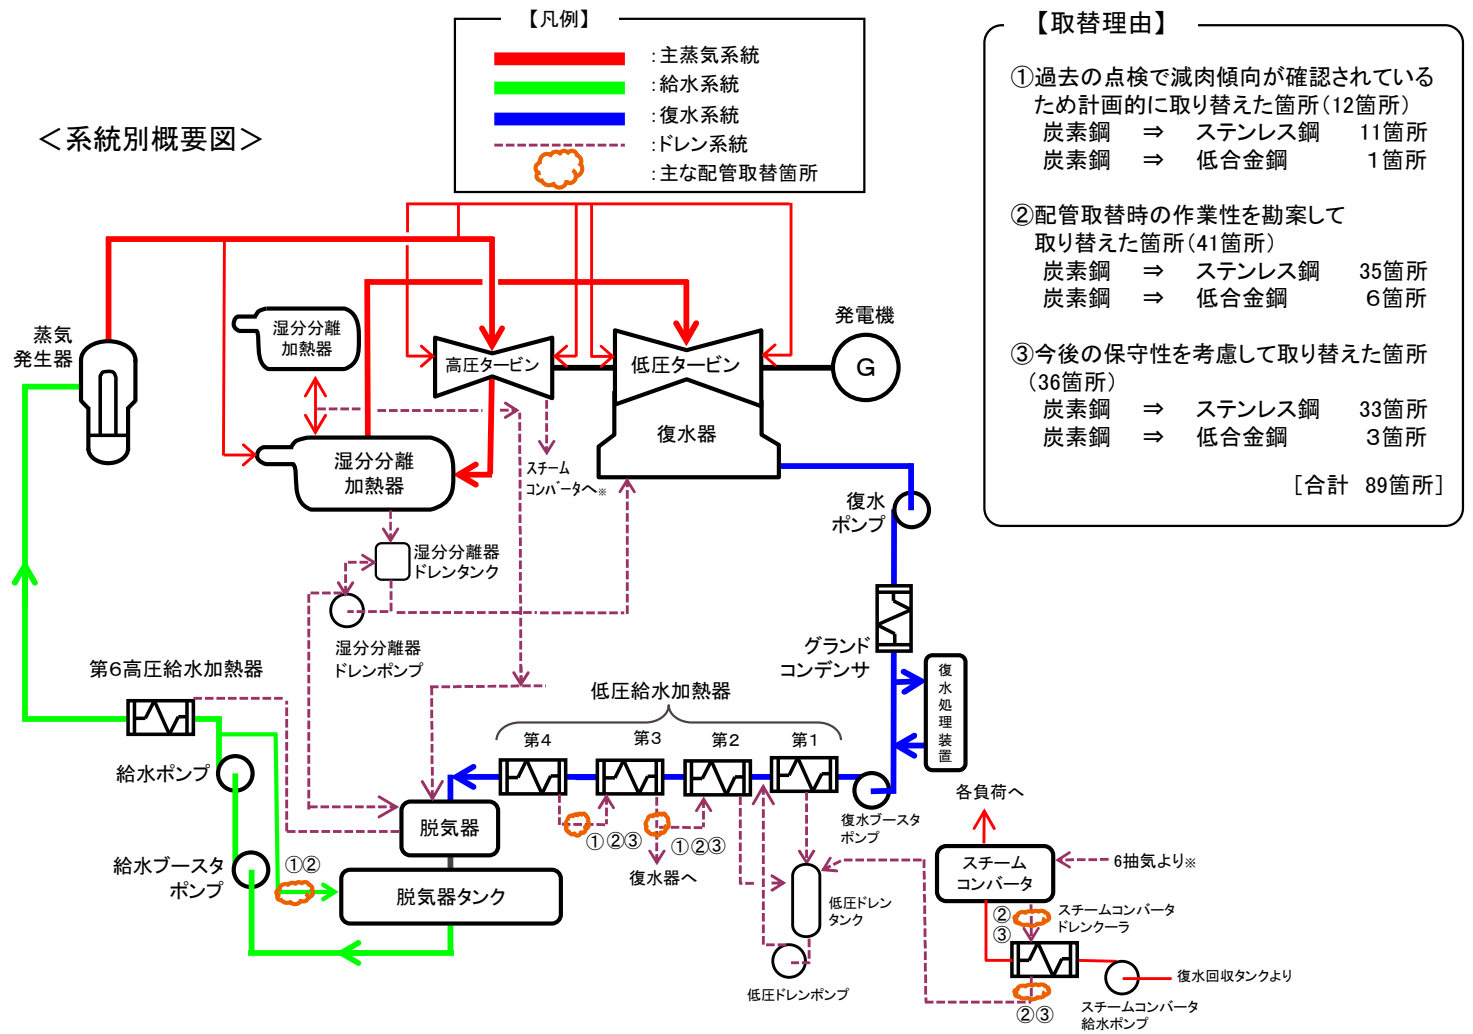 【凡例】
：主蒸気系統
：給水系統
：復水系統
：ドレン系統
：主な配管取替箇所
＜系統別概要図＞
【取替理由】
①過去の点検で減肉傾向が確認されている
ため計画的に取り替えた箇所（12箇所）
炭素鋼　⇒　ステンレス鋼　11箇所
炭素鋼　⇒　低合金鋼　1箇所
②配管取替時の作業性を勘案して
取り替えた箇所（41箇所）
炭素鋼　⇒　ステンレス鋼　35箇所
炭素鋼　⇒　低合金鋼　６箇所
③今後の保守性を考慮して取り替えた箇所
（36箇所）
炭素鋼　⇒　ステンレス鋼　33箇所
炭素鋼　⇒　低合金鋼　３箇所
［合計　89箇所］
蒸気
発生器
湿分分離
加熱器
高圧タービン
低圧タービン
発電機
G
復水器
湿分分離
加熱器
スチーム
コンバータへ※
復水
ポンプ
湿分分離器
ドレンタンク
湿分分離器
ドレンポンプ
グランド
コンデンサ
復水処理装置
第６高圧給水加熱器
低圧給水加熱器
第4
第3
第2
第1
給水ポンプ
脱気器
復水ブースタ
ポンプ
各負荷へ
①②③
①②③
復水器へ
給水ブースタ
ポンプ
①②
脱気器タンク
低圧ドレン
タンク
スチーム
コンバータ
6抽気より※
②
③
スチームコンバータ
ドレンクーラ
低圧ドレンポンプ
復水回収タンクより
②③
スチームコンバータ
給水ポンプ